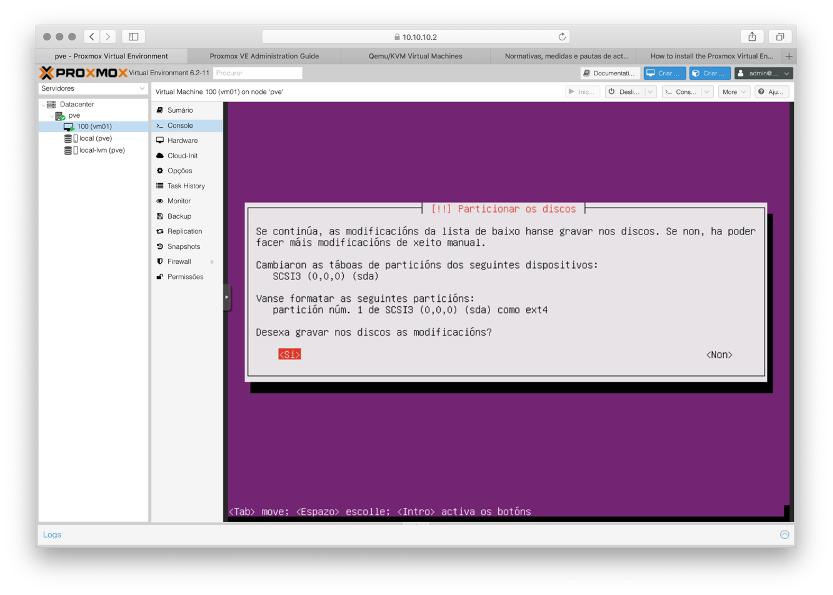 10.10.10.2
pve - Proxmox Virtual Environment
Proxmox VE Administration Guide
Qemu/KVM Virtual Machines
Normativas, medidas e pautas de act...
How to install the Proxmox Virtual En...
PROXMOX Virtual Environment 6.2-11
Procurar
Documentati...
Criar ...
Criar ...
admin@...
Servidores
Virtual Machine 100 (vm01) on node 'pve'
Inic...
Desli...
Cons...
More
Aju...
Datacenter
pve
100 (vm01)
local (pve)
local-lvm (pve)
Sumário
>_ Console
Hardware
Cloud-Init
Opções
Task History
Monitor
Backup
Replication
Snapshots
Firewall
Permissões
[!!] Particionar os discos
Se continúa, as modificacións da lista de baixo hanse gravar nos discos. Se non, ha poder
facer máis modificacións de xeito manual.
Cambiaron as táboas de particións dos seguintes dispositivos:
SCSI3 (0,0,0) (sda)
Vanse formatar as seguintes particións:
partición núm. 1 de SCSI3 (0,0,0) (sda) como ext4
Desexa gravar nos discos as modificacións?
<Si>
<Non>
<Tab> move; <Espazo> escolle; <Intro> activa os botóns
Logs